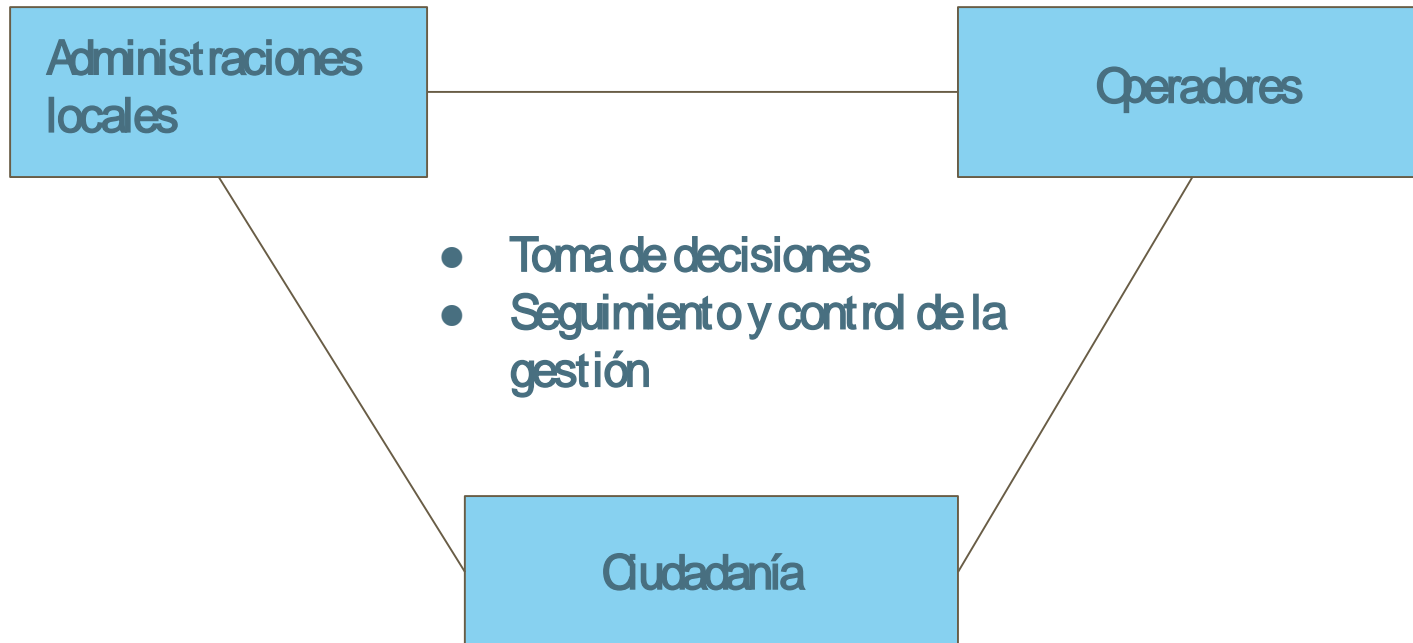 Administraciones
locales
Operadores
● Toma de decisiones
● Seguimiento y control de la
gestión
Ciudadanía